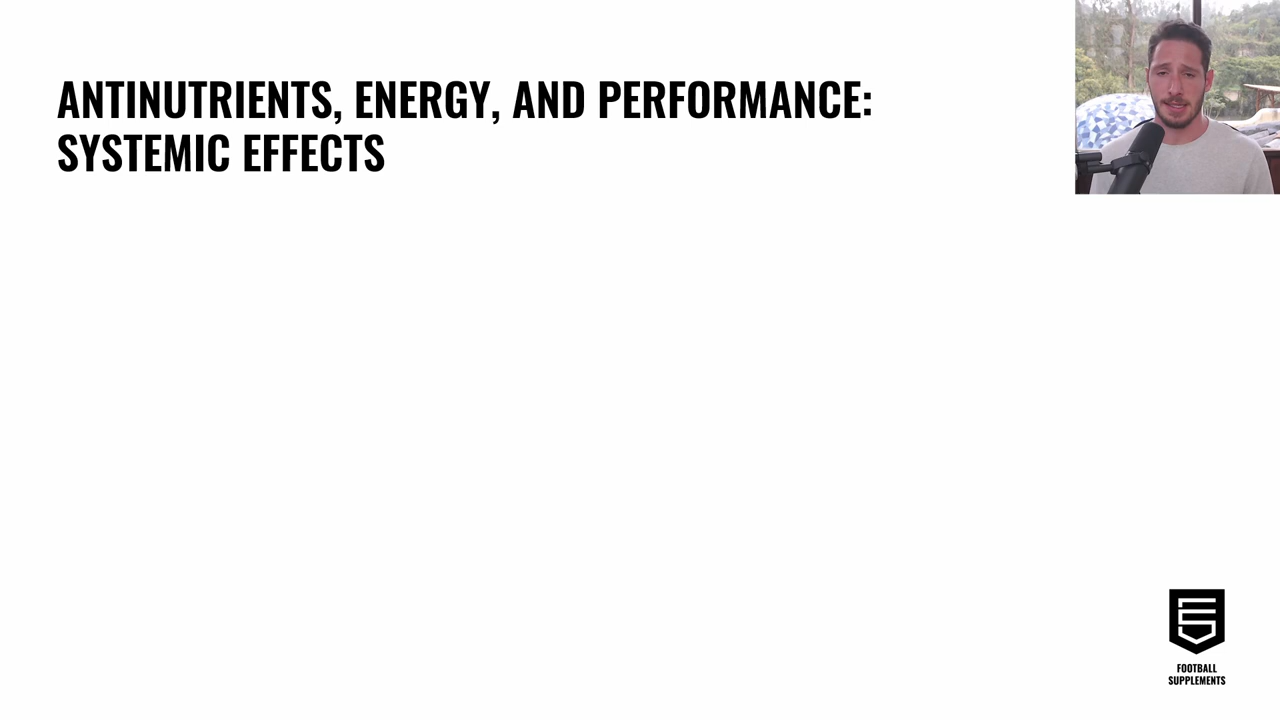 ANTINUTRIENTS, ENERGY, AND PERFORMANCE:
SYSTEMIC EFFECTS
FOOTBALL
SUPPLEMENTS